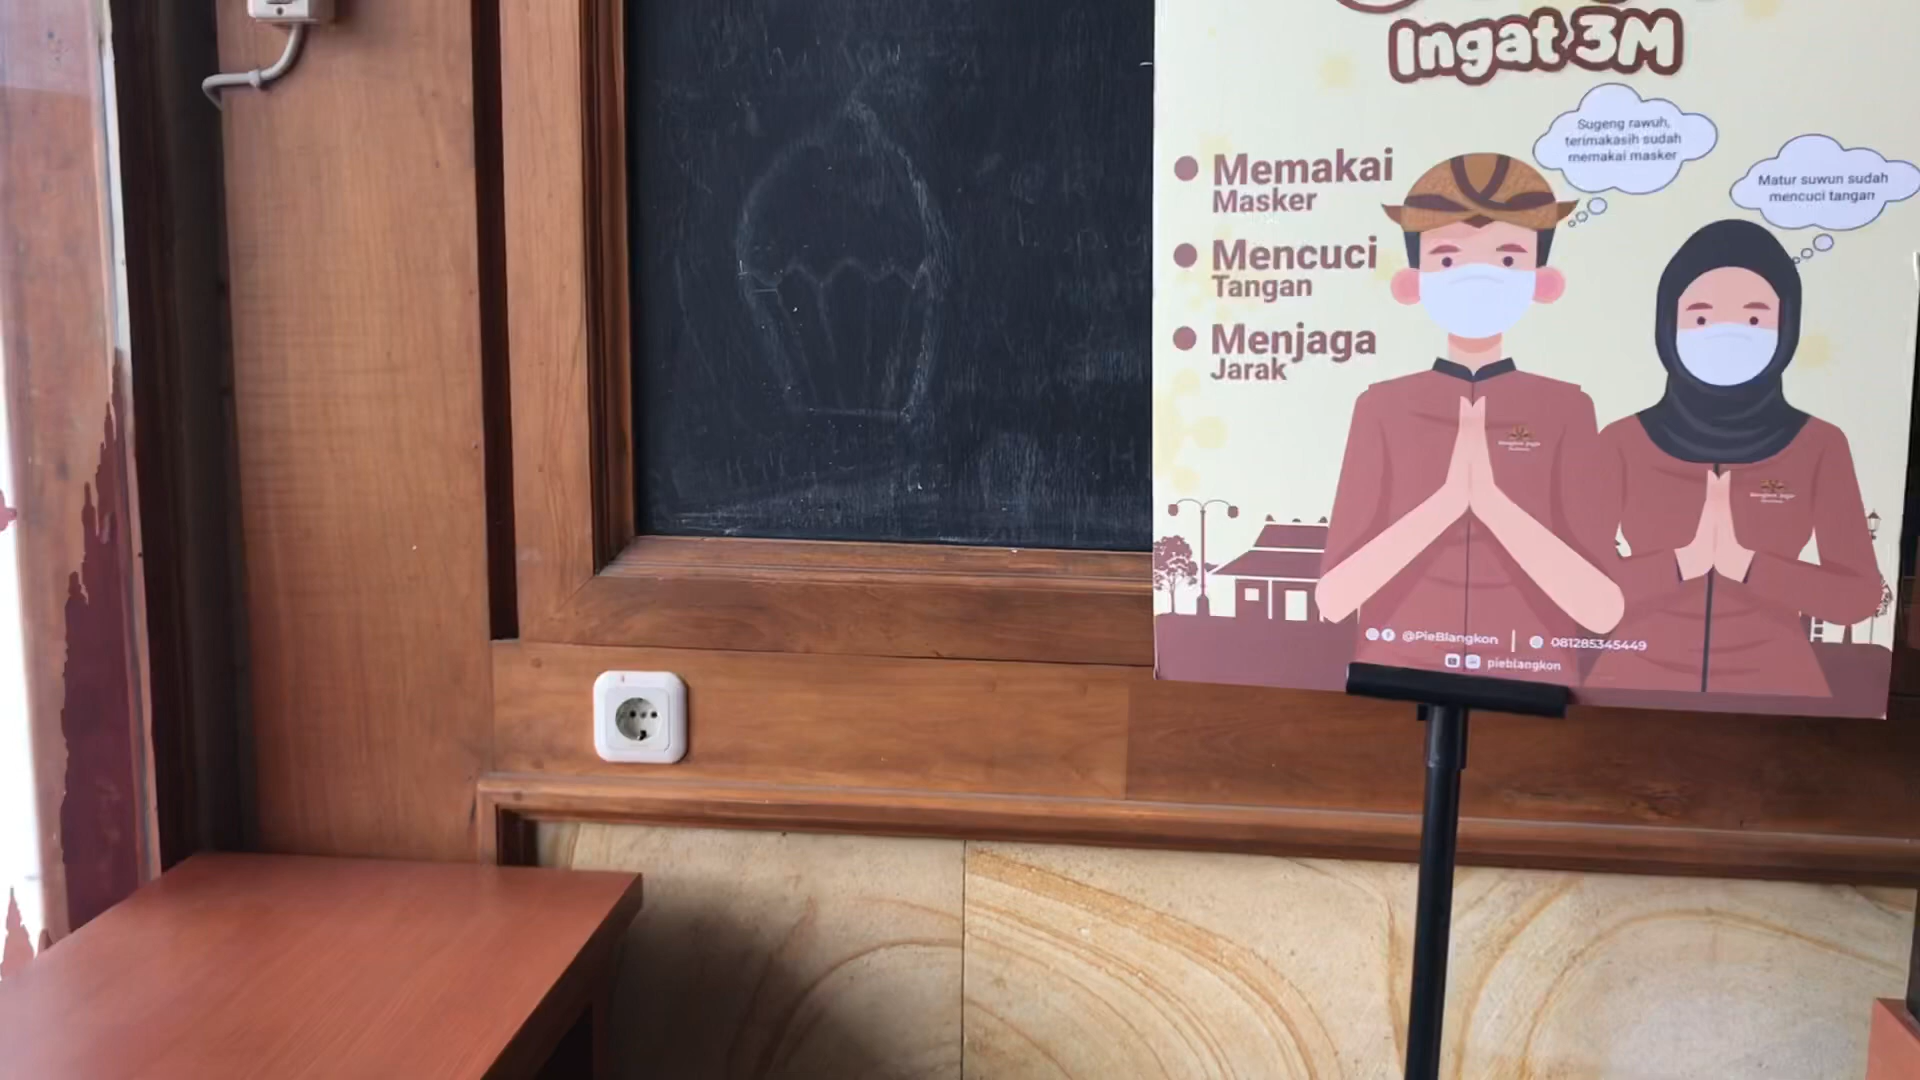 Ingat 3M
Memakai
Masker
Mencuci
Tangan
Menjaga
Jarak
Sugeng rawuh,
terimakasih sudah
memakai masker
Matur suwun sudah
mencuci tangan
@PieBlangkon | 081285345449
pieblangkon